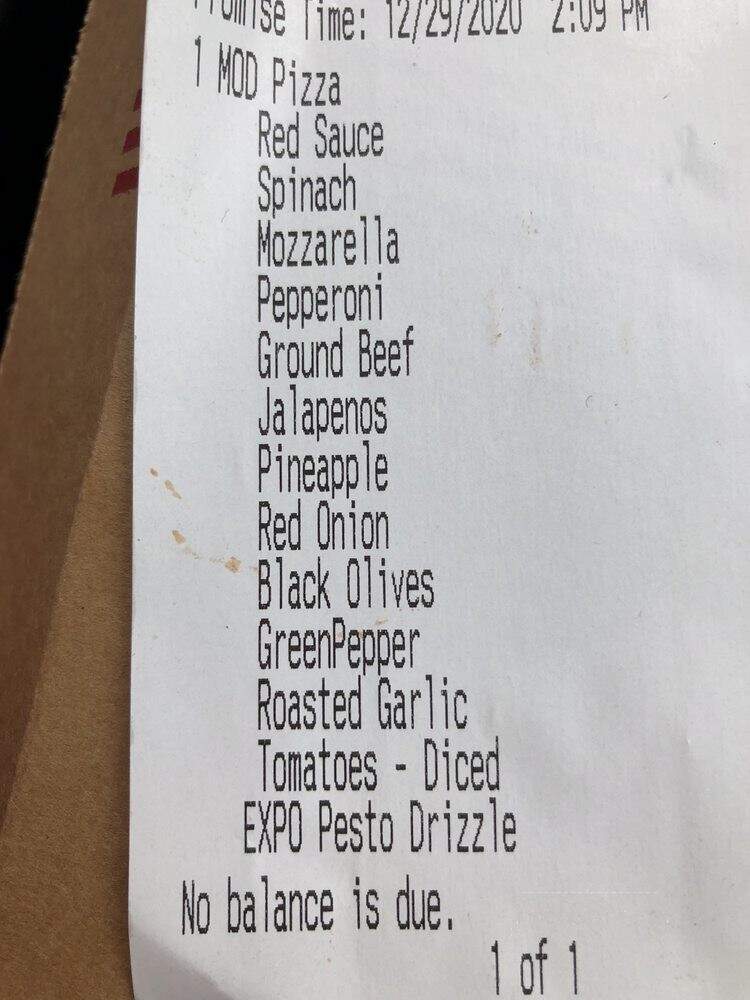 Promise Time: 12/29/2020 2:09 PM
1 MOD Pizza
Red Sauce
Spinach
Mozzarella
Pepperoni
Ground Beef
Jalapenos
Pineapple
Red Onion
Black Olives
GreenPepper
Roasted Garlic
Tomatoes - Diced
EXPO Pesto Drizzle
No balance is due.
1 of 1